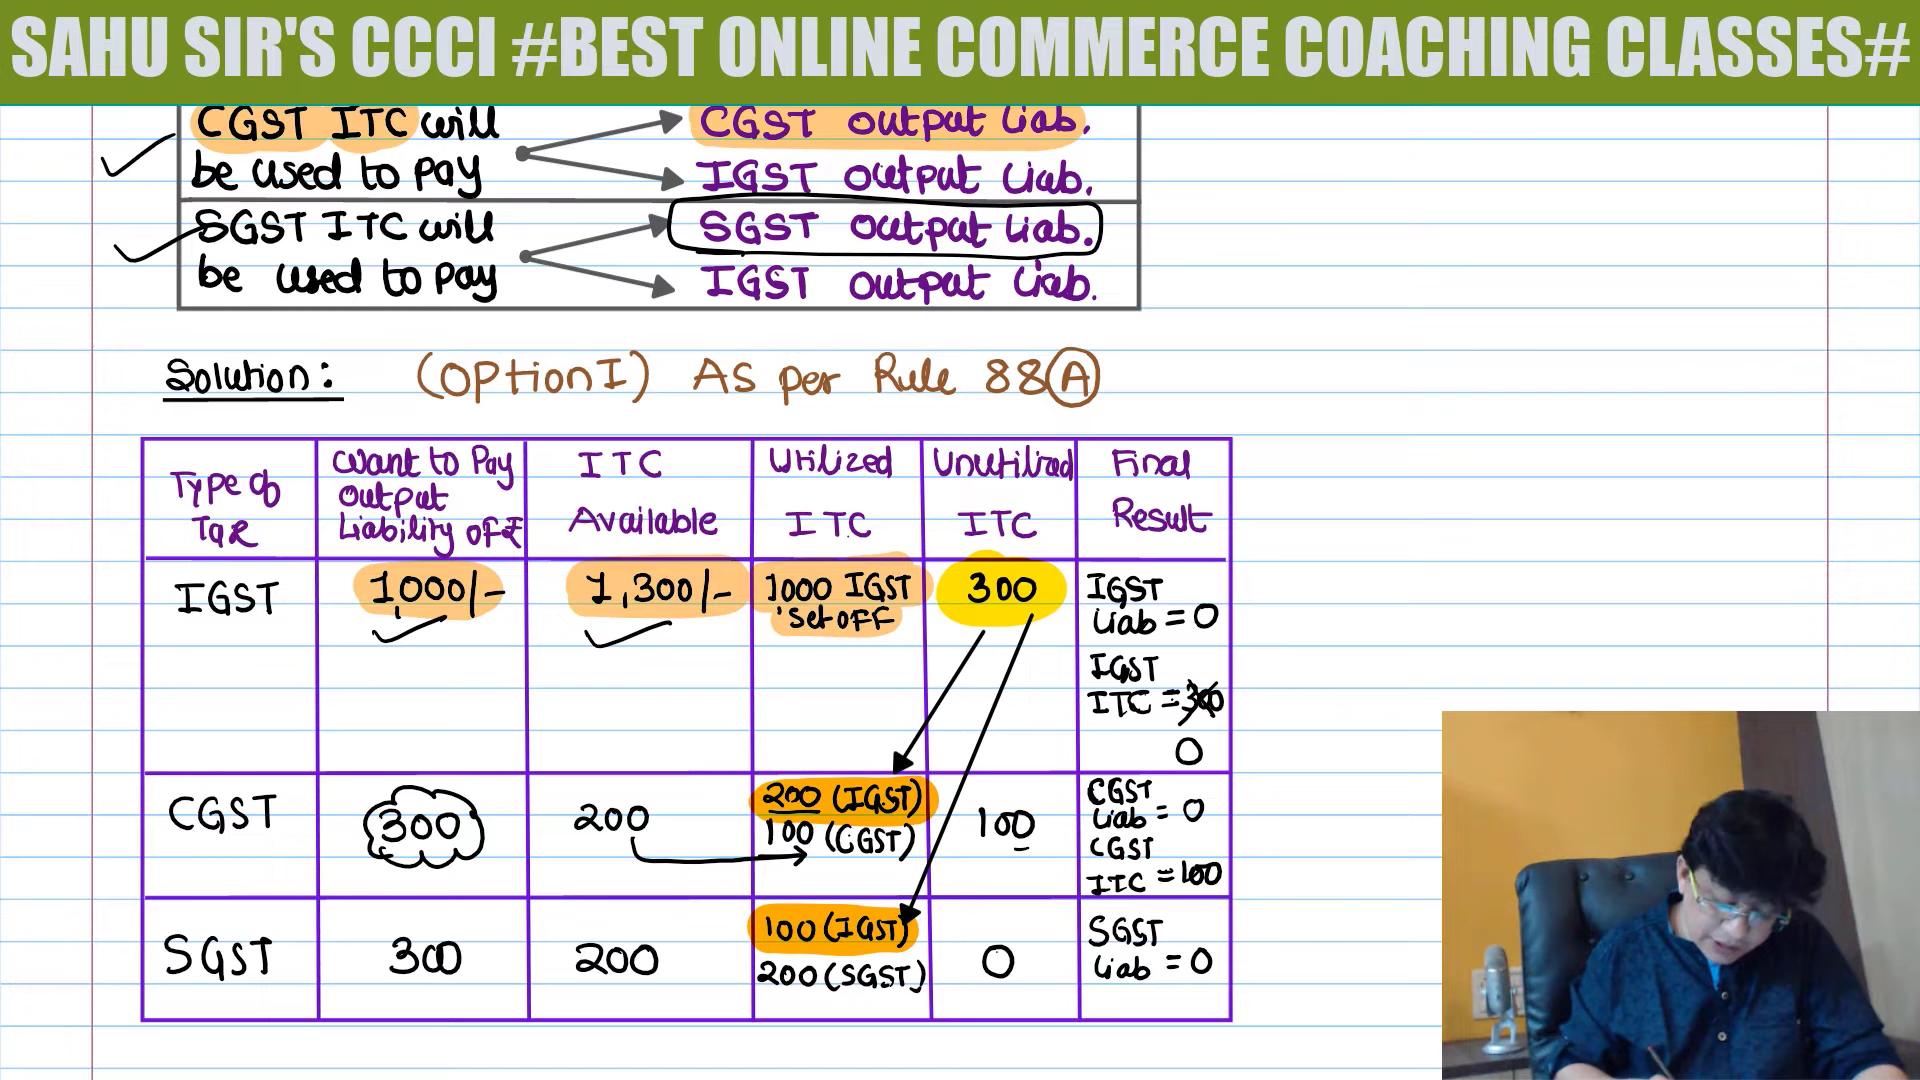 SAHU SIR'S CCCI #BEST ONLINE COMMERCE COACHING CLASSES#
CGST ITC will
be used to pay
CGST output Liab.
IGST output Liab.
SGST ITC will
be used to pay
SGST output Liab.
IGST output Liab.
Solution: (Option I) As per Rule 88(A)
Type of
Tax
Want to Pay
output
Liability of ₹
ITC
Available
Utilized
ITC
Unutilized
ITC
Final
Result
IGST
1,000/-
1,300/-
1000 IGST
set off
300
IGST
Liab = 0
IGST
ITC = 300
0
CGST
300
200
200 (IGST)
100 (CGST)
100
CGST
Liab = 0
CGST
ITC = 100
SGST
300
200
100 (IGST)
200 (SGST)
0
SGST
Liab = 0